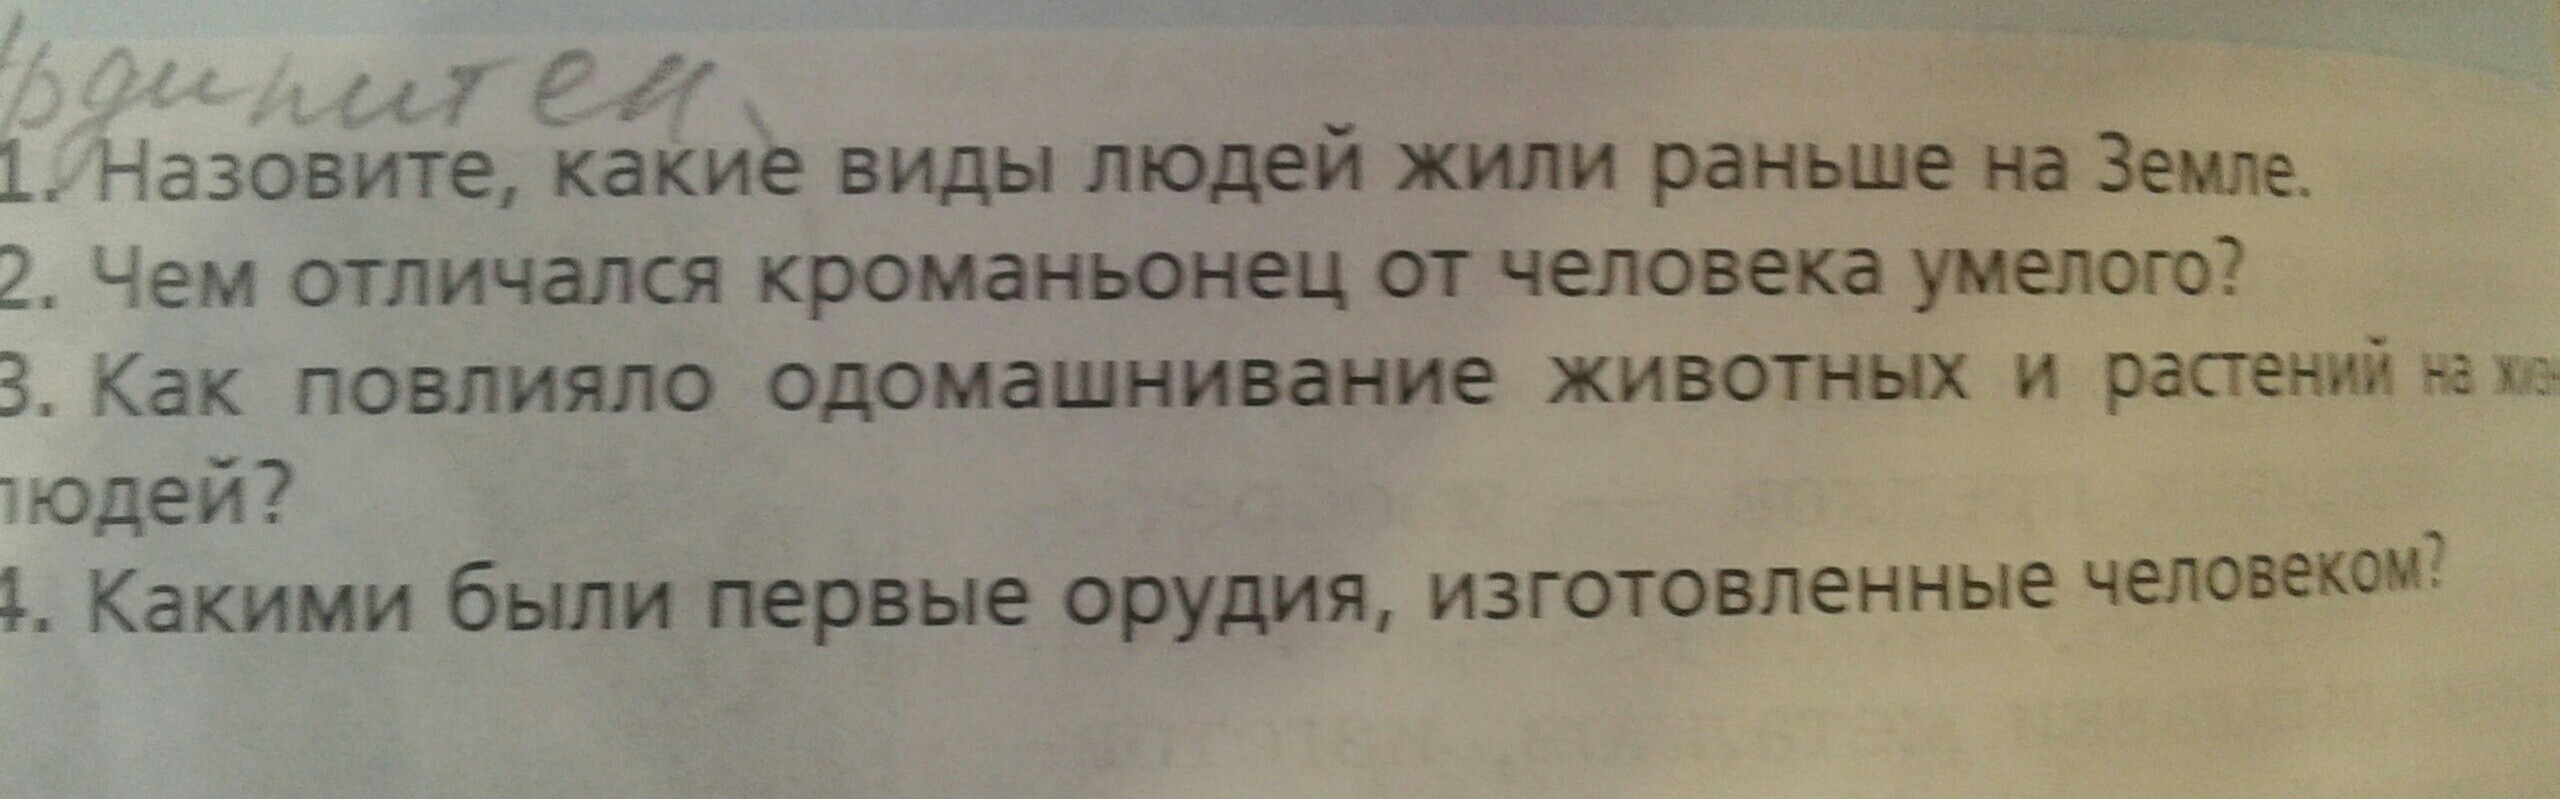 1. Назовите, какие виды людей жили раньше на Земле.
2. Чем отличался кроманьонец от человека умелого?
3. Как повлияло одомашнивание животных и растений на
людей?
4. Какими были первые орудия, изготовленные человеком?